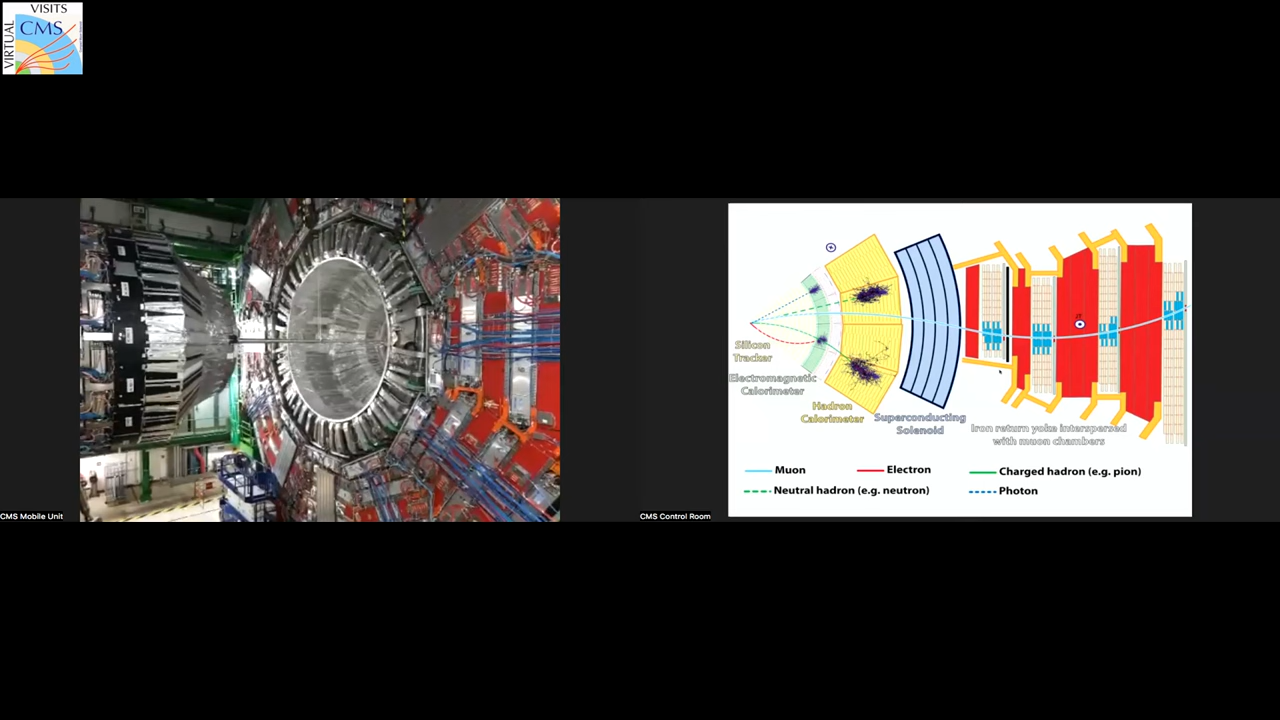 VISITS
CMS
VIRTUAL
CMS Mobile Unit
CMS Control Room
Silicon
Tracker
Electromagnetic
Calorimeter
Hadron
Calorimeter
Superconducting
Solenoid
Iron return yoke interspersed
with muon chambers
Muon
Electron
Charged hadron (e.g. pion)
Neutral hadron (e.g. neutron)
Photon